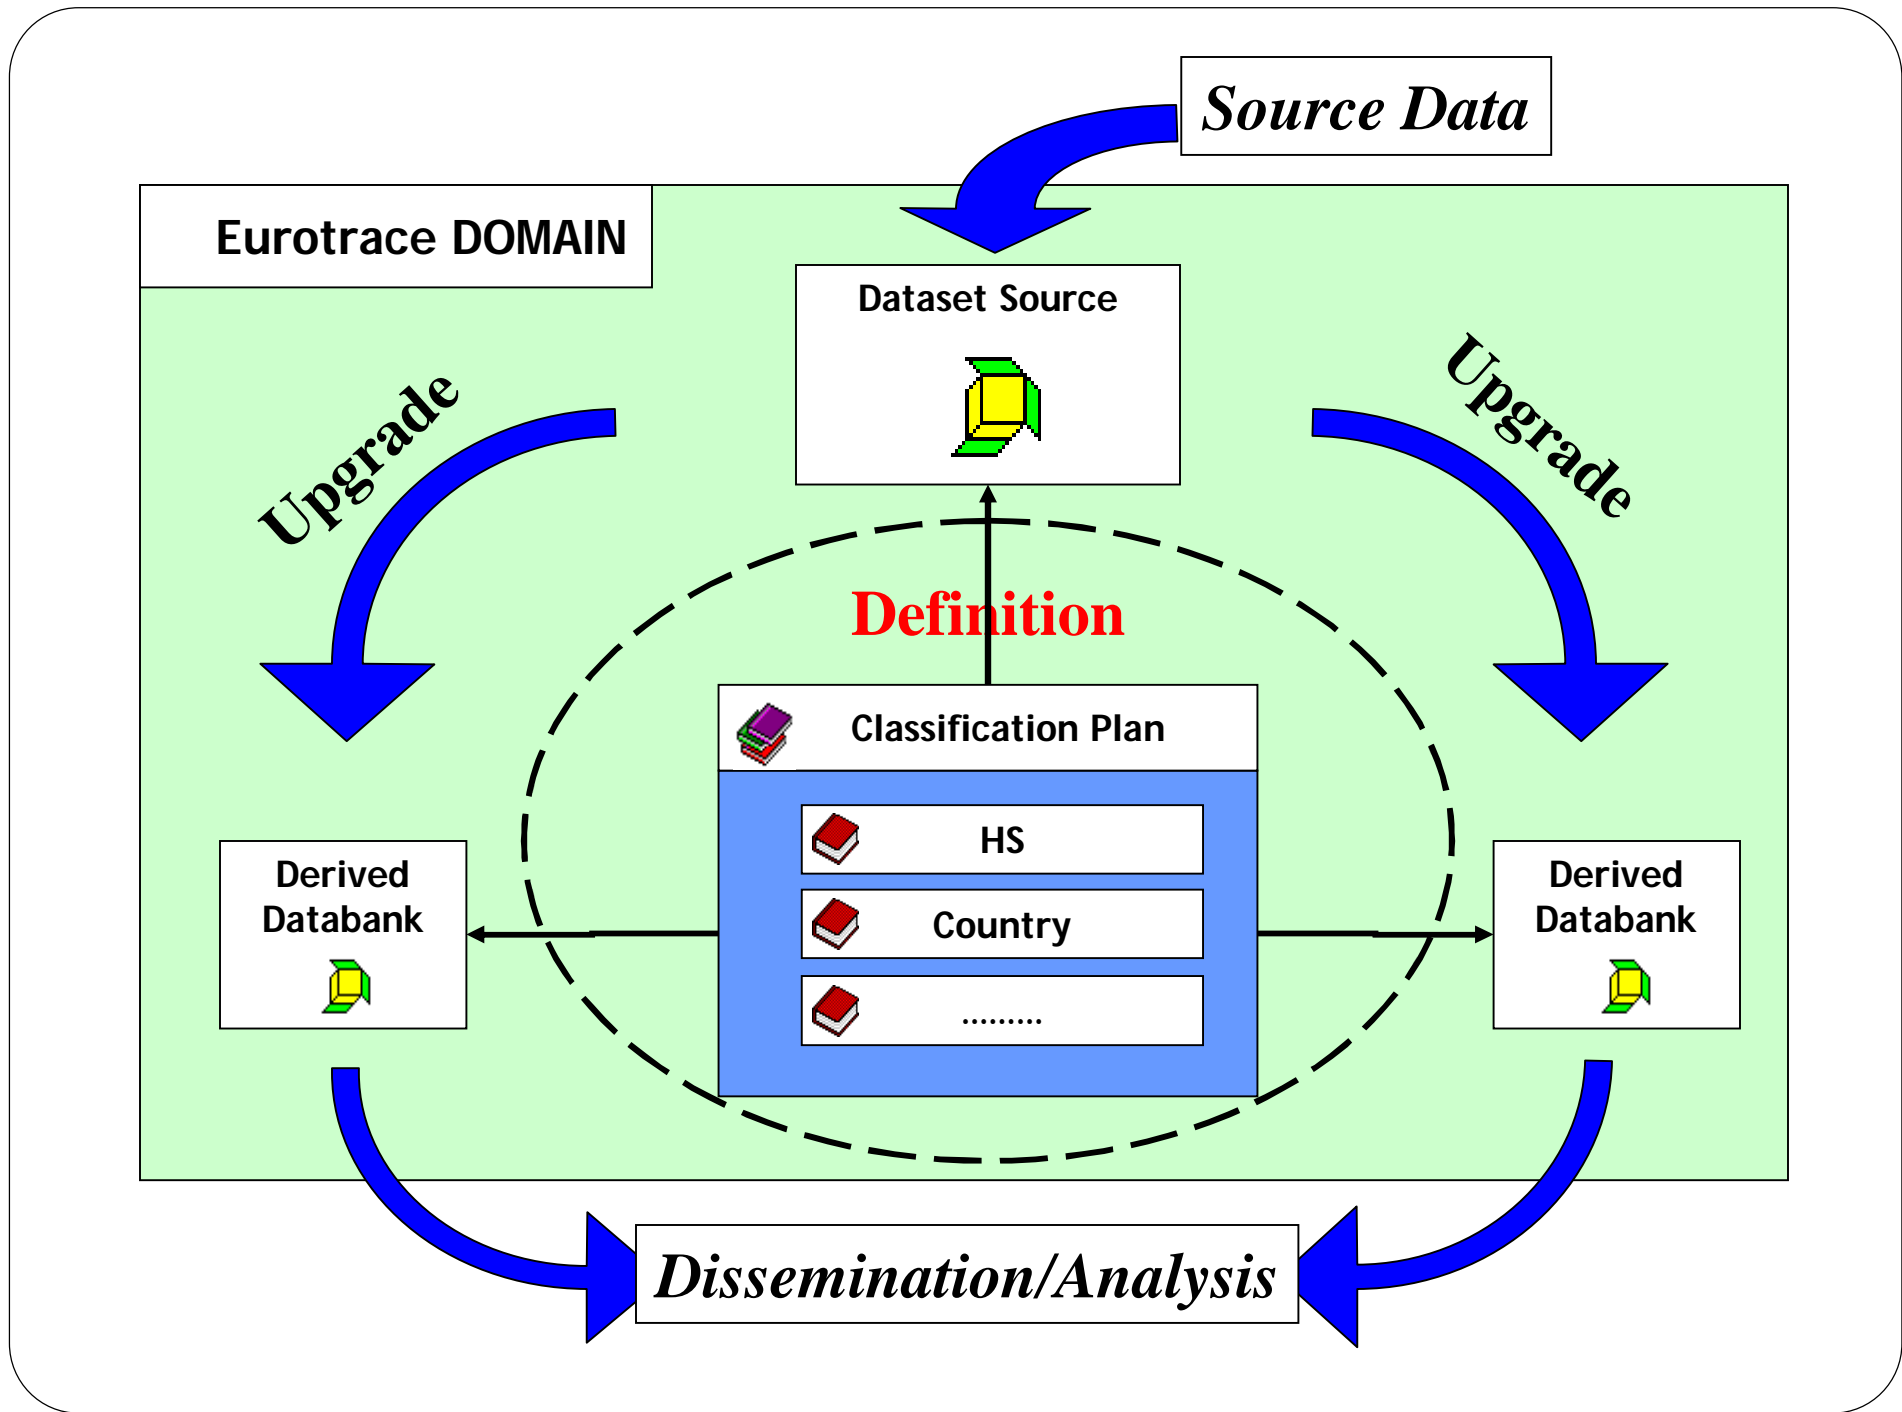 Source Data
Eurotrace DOMAIN
Dataset Source
Upgrade
Upgrade
Definition
Classification Plan
HS
Country
.........
Derived
Databank
Derived
Databank
Dissemination/Analysis